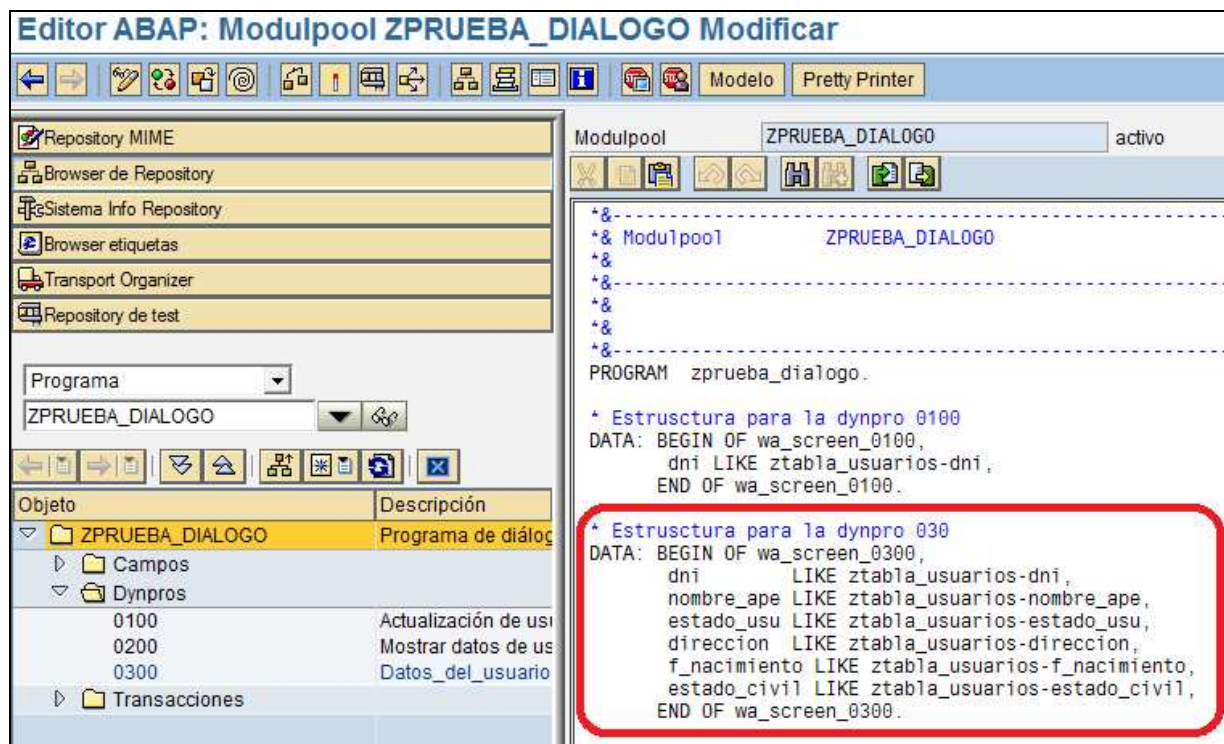 Editor ABAP: Modulpool ZPRUEBA_DIALOGO Modificar
Modelo Pretty Printer
Repository MIME
Browser de Repository
Sistema Info Repository
Browser etiquetas
Transport Organizer
Repository de test
Programa
ZPRUEBA_DIALOGO
Objeto Descripción
ZPRUEBA_DIALOGO Programa de diálog
Campos
Dynpros
0100 Actualización de usu
0200 Mostrar datos de us
0300 Datos_del_usuario
Transacciones
Modulpool ZPRUEBA_DIALOGO activo
*&---------------------------------------------------------
*& Modulpool ZPRUEBA_DIALOGO
*&
*&---------------------------------------------------------
*&
*&
*&---------------------------------------------------------
PROGRAM zprueba_dialogo.
* Estrusctura para la dynpro 0100
DATA: BEGIN OF wa_screen_0100,
dni LIKE ztabla_usuarios-dni,
END OF wa_screen_0100.
* Estrusctura para la dynpro 030
DATA: BEGIN OF wa_screen_0300,
dni LIKE ztabla_usuarios-dni,
nombre_ape LIKE ztabla_usuarios-nombre_ape,
estado_usu LIKE ztabla_usuarios-estado_usu,
direccion LIKE ztabla_usuarios-direccion,
f_nacimiento LIKE ztabla_usuarios-f_nacimiento,
estado_civil LIKE ztabla_usuarios-estado_civil,
END OF wa_screen_0300.